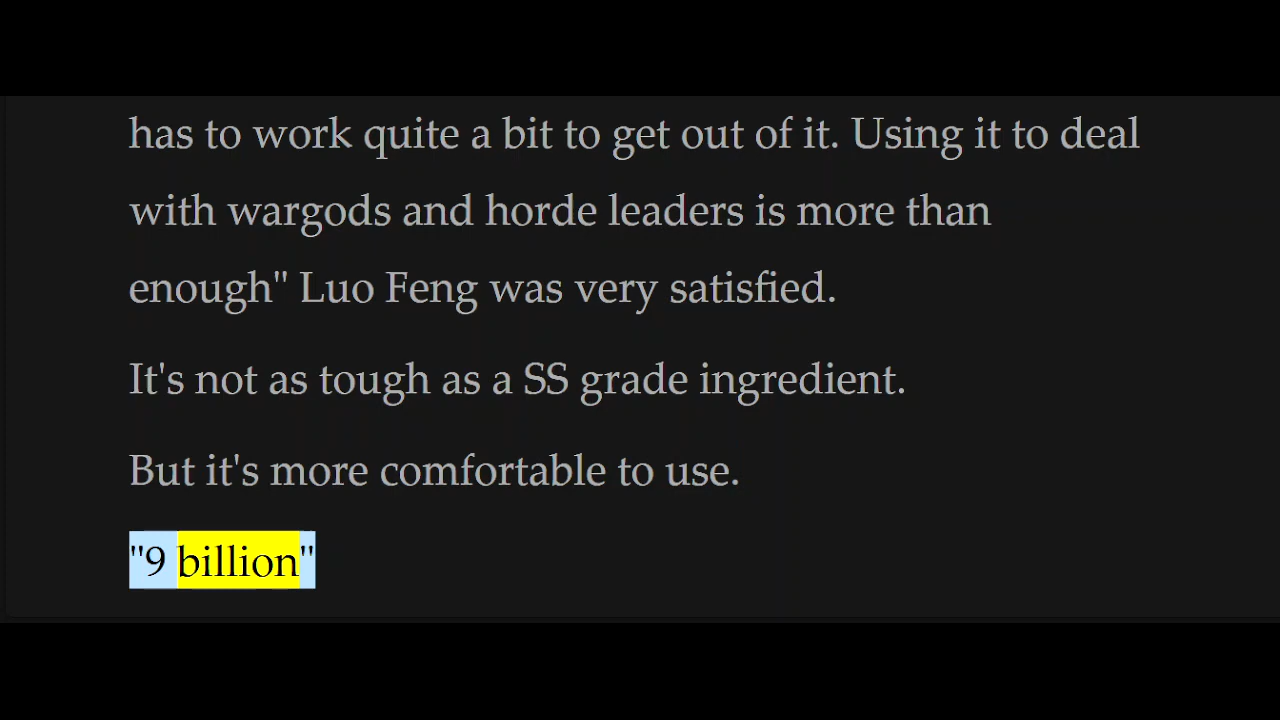 has to work quite a bit to get out of it. Using it to deal
with wargods and horde leaders is more than
enough" Luo Feng was very satisfied.
It's not as tough as a SS grade ingredient.
But it's more comfortable to use.
"9 billion"